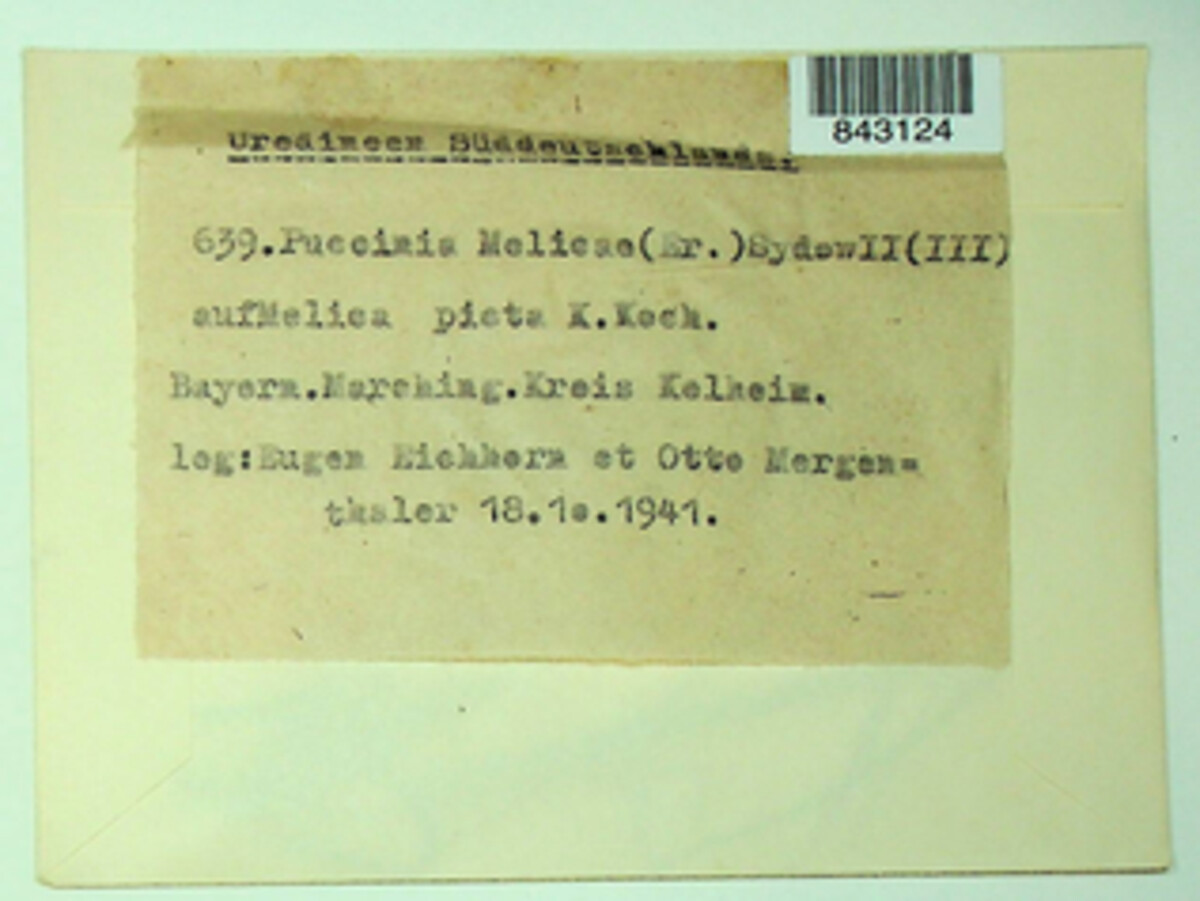 843124
Uredineen Süddeutschlands.
639.Puccinia Melicae(Er.)SydowII(III)
aufMelica picta K.Koch.
Bayern.Marching.Kreis Kelheim.
leg:Eugen Eichhorn et Otto Mergen=
thaler 18.1o.1941.